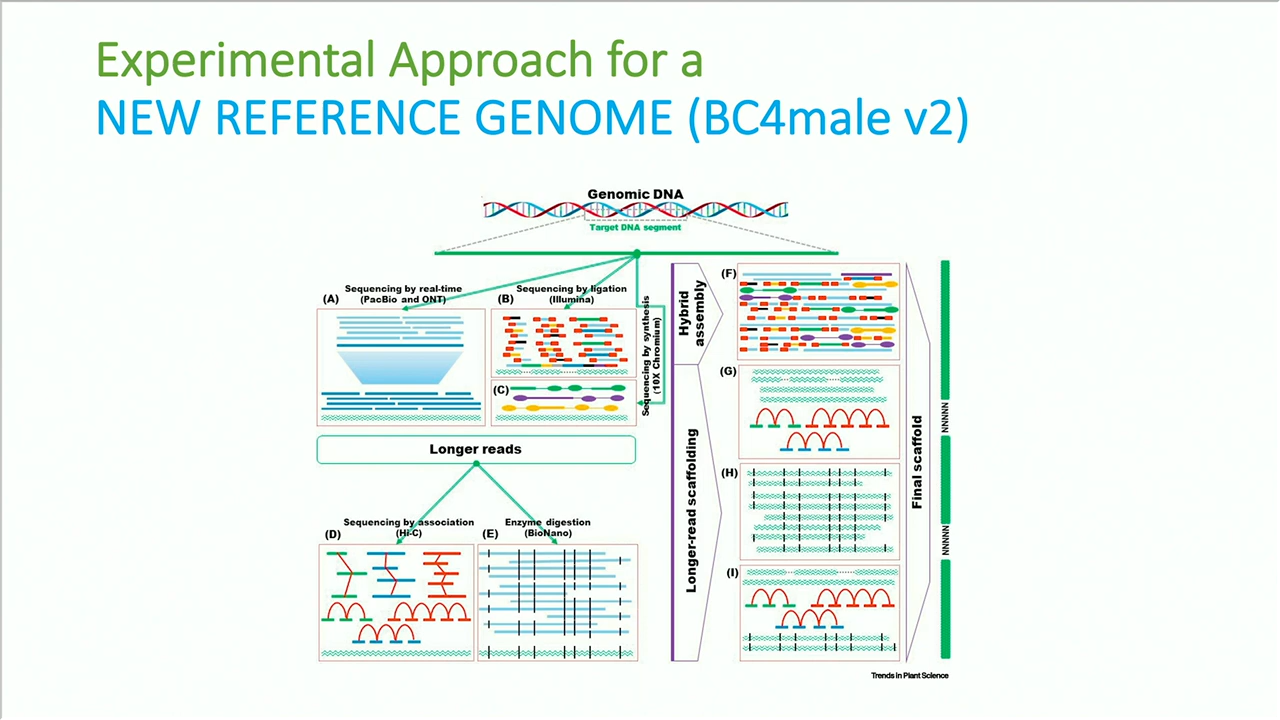 Experimental Approach for a
NEW REFERENCE GENOME (BC4male v2)
Genomic DNA
Target DNA segment
Sequencing by real-time
(PacBio and ONT)
(A)
Sequencing by ligation
(Illumina)
(B)
(C)
Sequencing by synthesis
(10X Chromium)
Longer reads
Sequencing by association
(Hi-C)
(D)
Enzyme digestion
(BioNano)
(E)
Hybrid
assembly
Longer-read scaffolding
(F)
(G)
(H)
(I)
Final scaffold
NNNNN
NNNNN
Trends in Plant Science